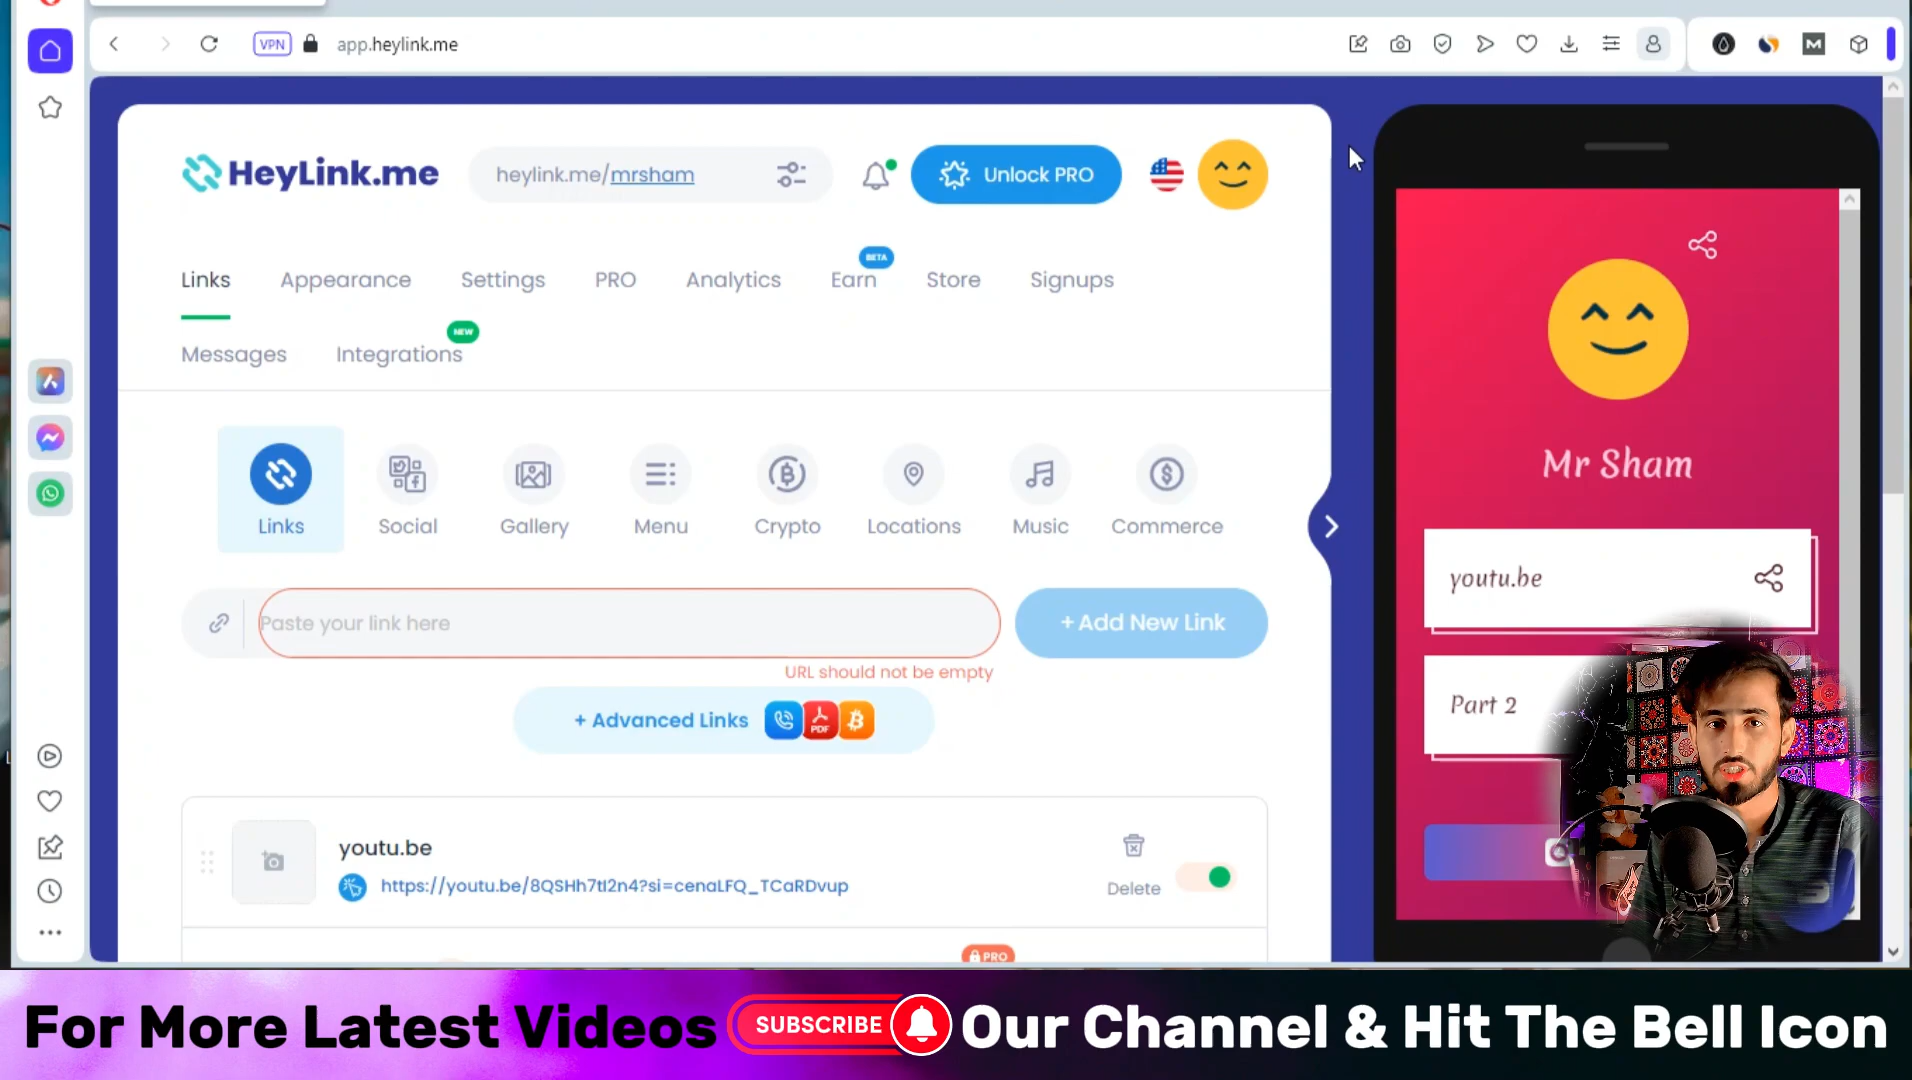 VPN app.heylink.me
HeyLink.me
heylink.me/mrsham
Unlock PRO
BETA
Links Appearance Settings PRO Analytics Earn Store Signups
NEW
Messages Integrations
Links Social Gallery Menu Crypto Locations Music Commerce
Paste your link here
+ Add New Link
URL should not be empty
+ Advanced Links
PDF
youtu.be
https://youtu.be/8QSHh7tI2n4?si=cenaLFQ_TCaRDvup
Delete
PRO
Mr Sham
youtu.be
Part 2
For More Latest Videos SUBSCRIBE Our Channel & Hit The Bell Icon